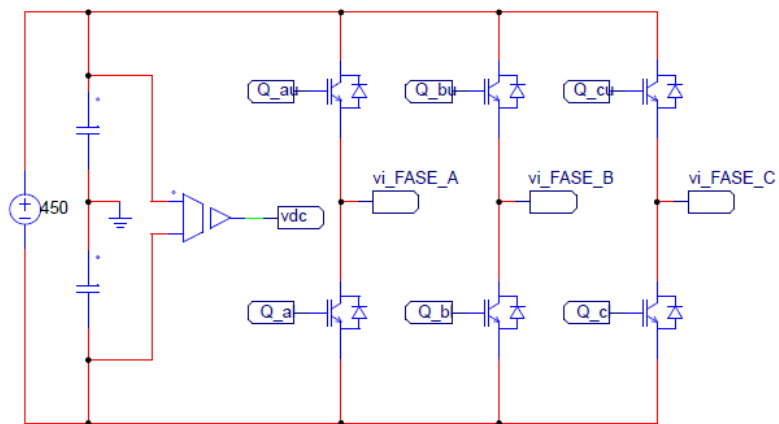 Q_au
Q_bu
Q_cu
vi_FASE_A
vi_FASE_B
vi_FASE_C
450
vdc
Q_a
Q_b
Q_c